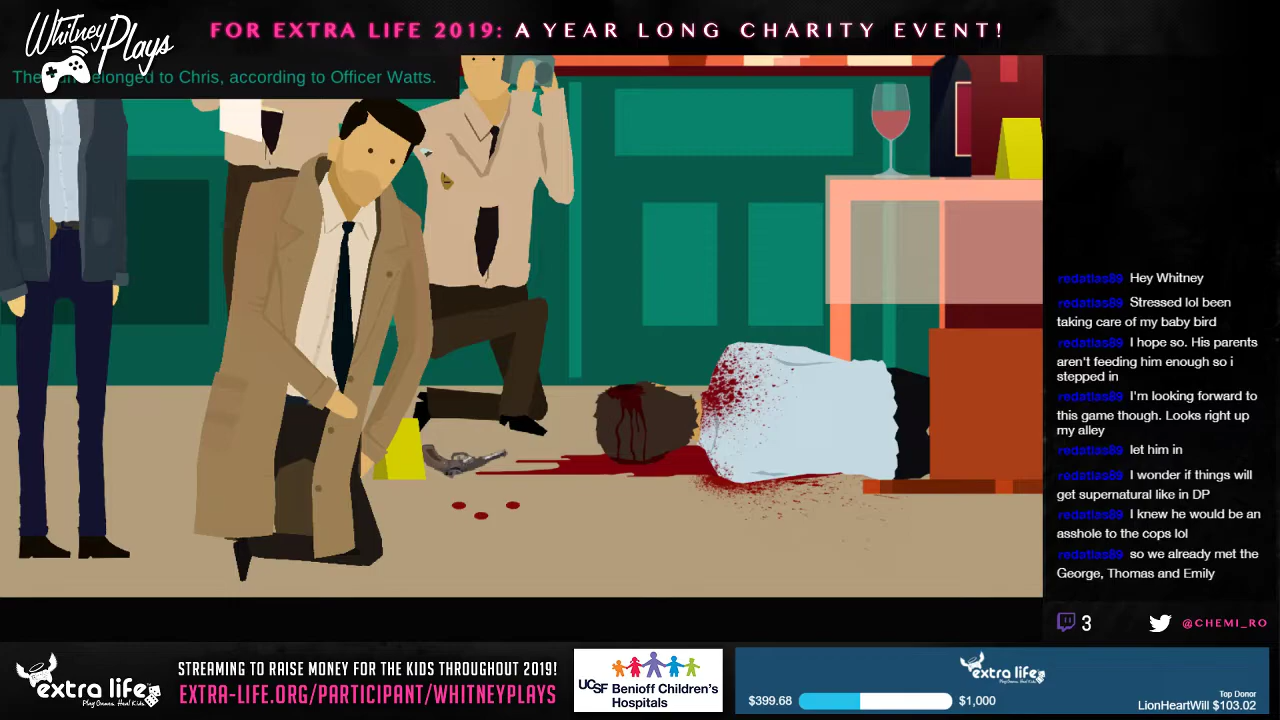 Whitney Plays
FOR EXTRA LIFE 2019: A YEAR LONG CHARITY EVENT!
The belonged to Chris, according to Officer Watts.
redatlas89 Hey Whitney
redatlas89 Stressed lol been
taking care of my baby bird
redatlas89 I hope so. His parents
aren't feeding him enough so i
stepped in
redatlas89 I'm looking forward to
this game though. Looks right up
my alley
redatlas89 let him in
redatlas89 I wonder if things will
get supernatural like in DP
redatlas89 I knew he would be an
asshole to the cops lol
redatlas89 so we already met the
George, Thomas and Emily
3
@CHEMI_RO
extra life
Play Games. Heal Kids.
STREAMING TO RAISE MONEY FOR THE KIDS THROUGHOUT 2019!
EXTRA-LIFE.ORG/PARTICIPANT/WHITNEYPLAYS
UCSF Benioff Children's
Hospitals
extra life
Play Games. Heal Kids.
$399.68
$1,000
Top Donor
LionHeartWill $103.02